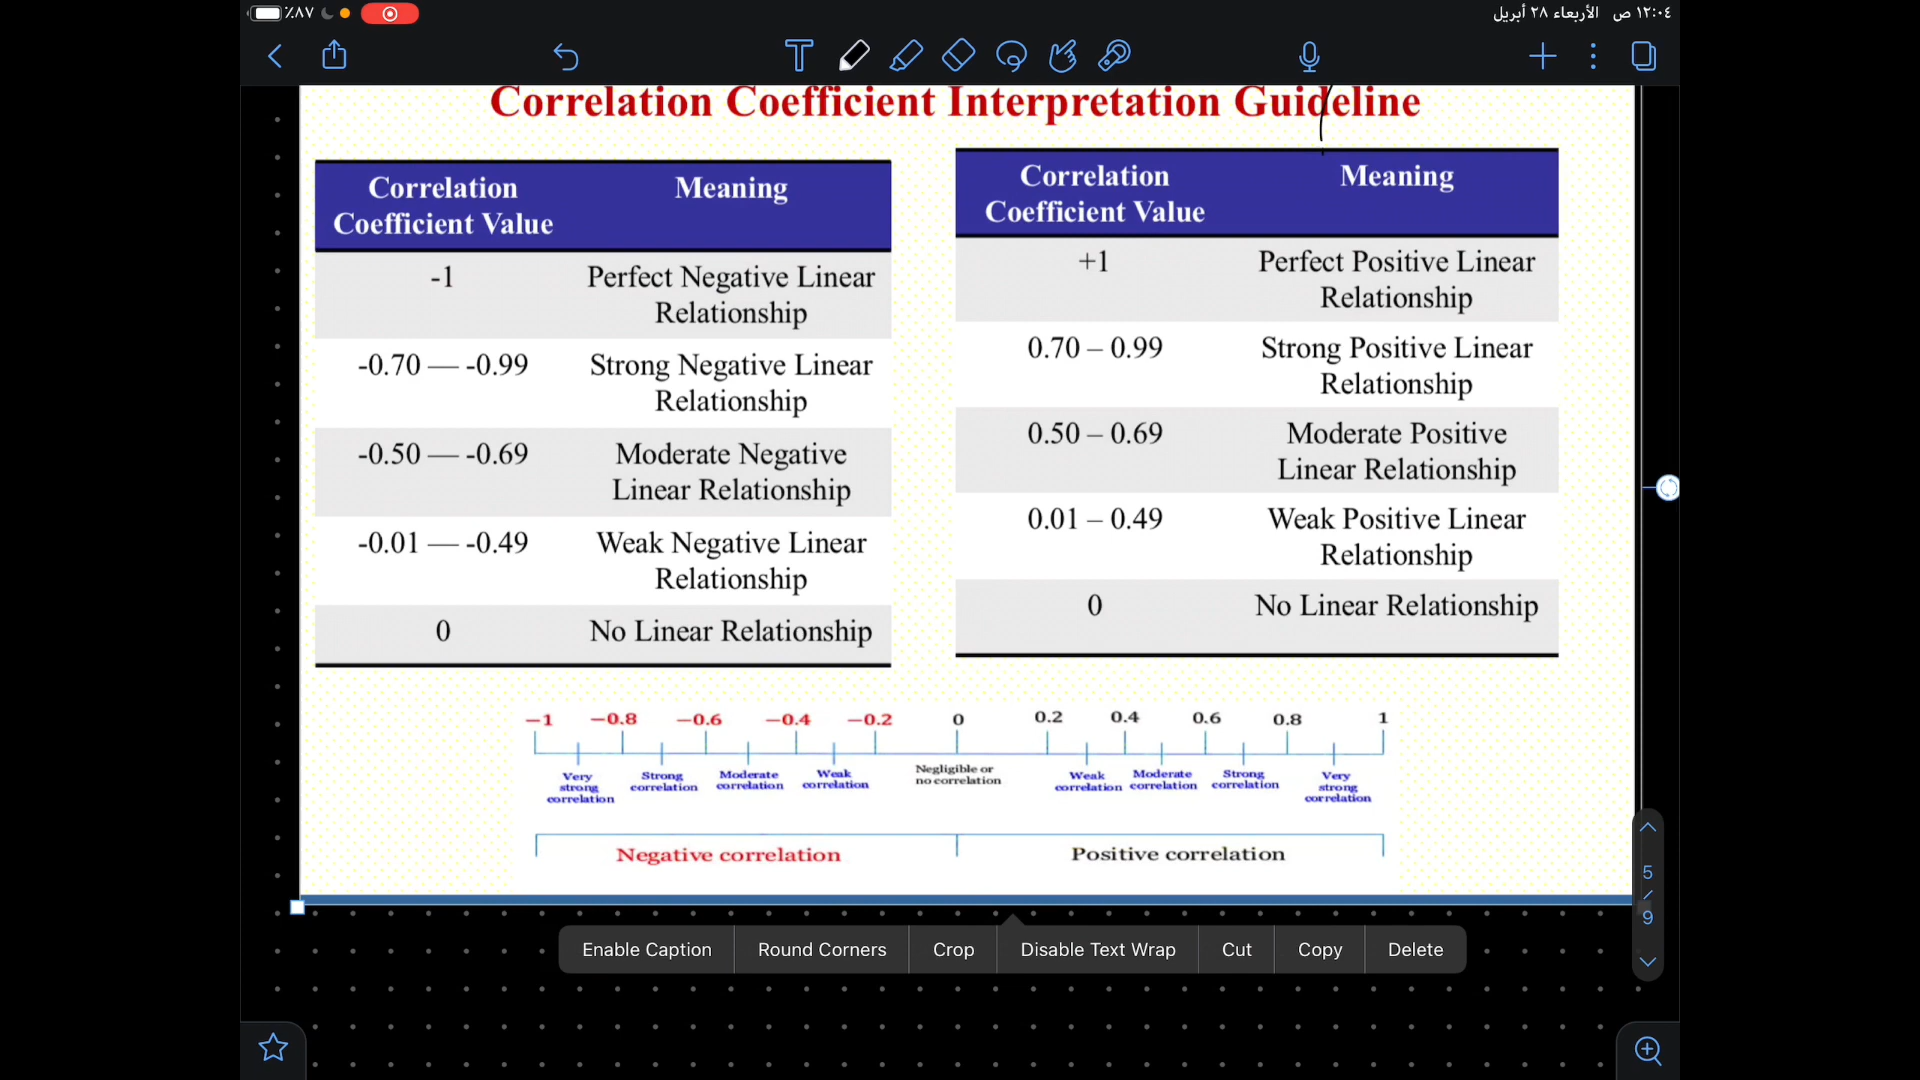 ٪٨٧
١٢:٠٤ ص الأربعاء ٢٨ أبريل
Correlation Coefficient Interpretation Guideline
Correlation Coefficient Value Meaning
-1 Perfect Negative Linear Relationship
-0.70 — -0.99 Strong Negative Linear Relationship
-0.50 — -0.69 Moderate Negative Linear Relationship
-0.01 — -0.49 Weak Negative Linear Relationship
0 No Linear Relationship
Correlation Coefficient Value Meaning
+1 Perfect Positive Linear Relationship
0.70 – 0.99 Strong Positive Linear Relationship
0.50 – 0.69 Moderate Positive Linear Relationship
0.01 – 0.49 Weak Positive Linear Relationship
0 No Linear Relationship
−1 −0.8 −0.6 −0.4 −0.2 0 0.2 0.4 0.6 0.8 1
Very strong correlation
Strong correlation
Moderate correlation
Weak correlation
Negligible or no correlation
Weak correlation
Moderate correlation
Strong correlation
Very strong correlation
Negative correlation
Positive correlation
5
/
9
Enable Caption Round Corners Crop Disable Text Wrap Cut Copy Delete